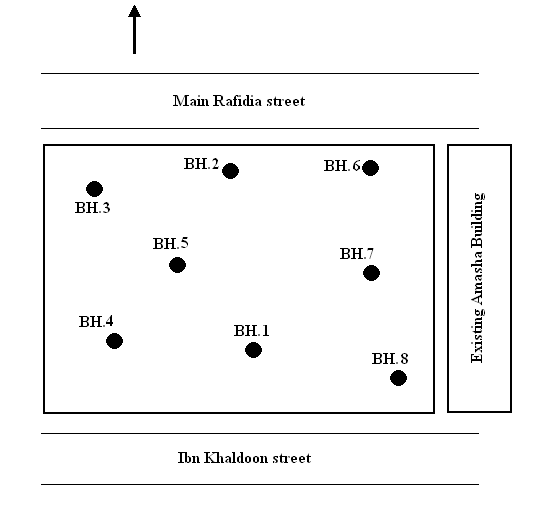 Main Rafidia street
BH.2
BH.6
BH.3
BH.5
BH.7
BH.4
BH.1
BH.8
Existing Amasha Building
Ibn Khaldoon street